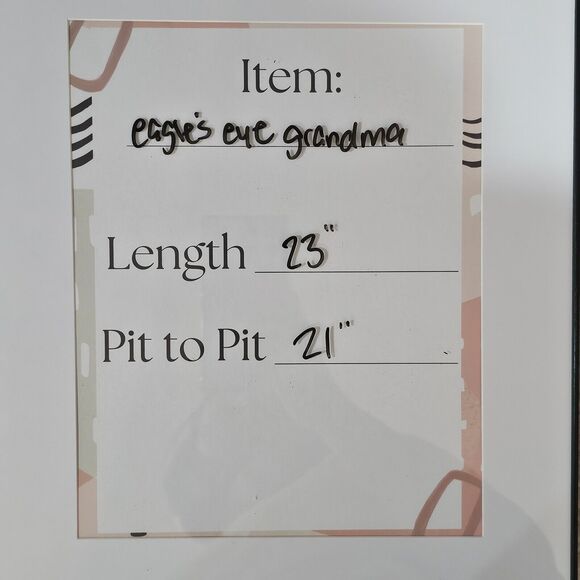 Item:
eagle's eye grandma
Length 23"
Pit to Pit 21"